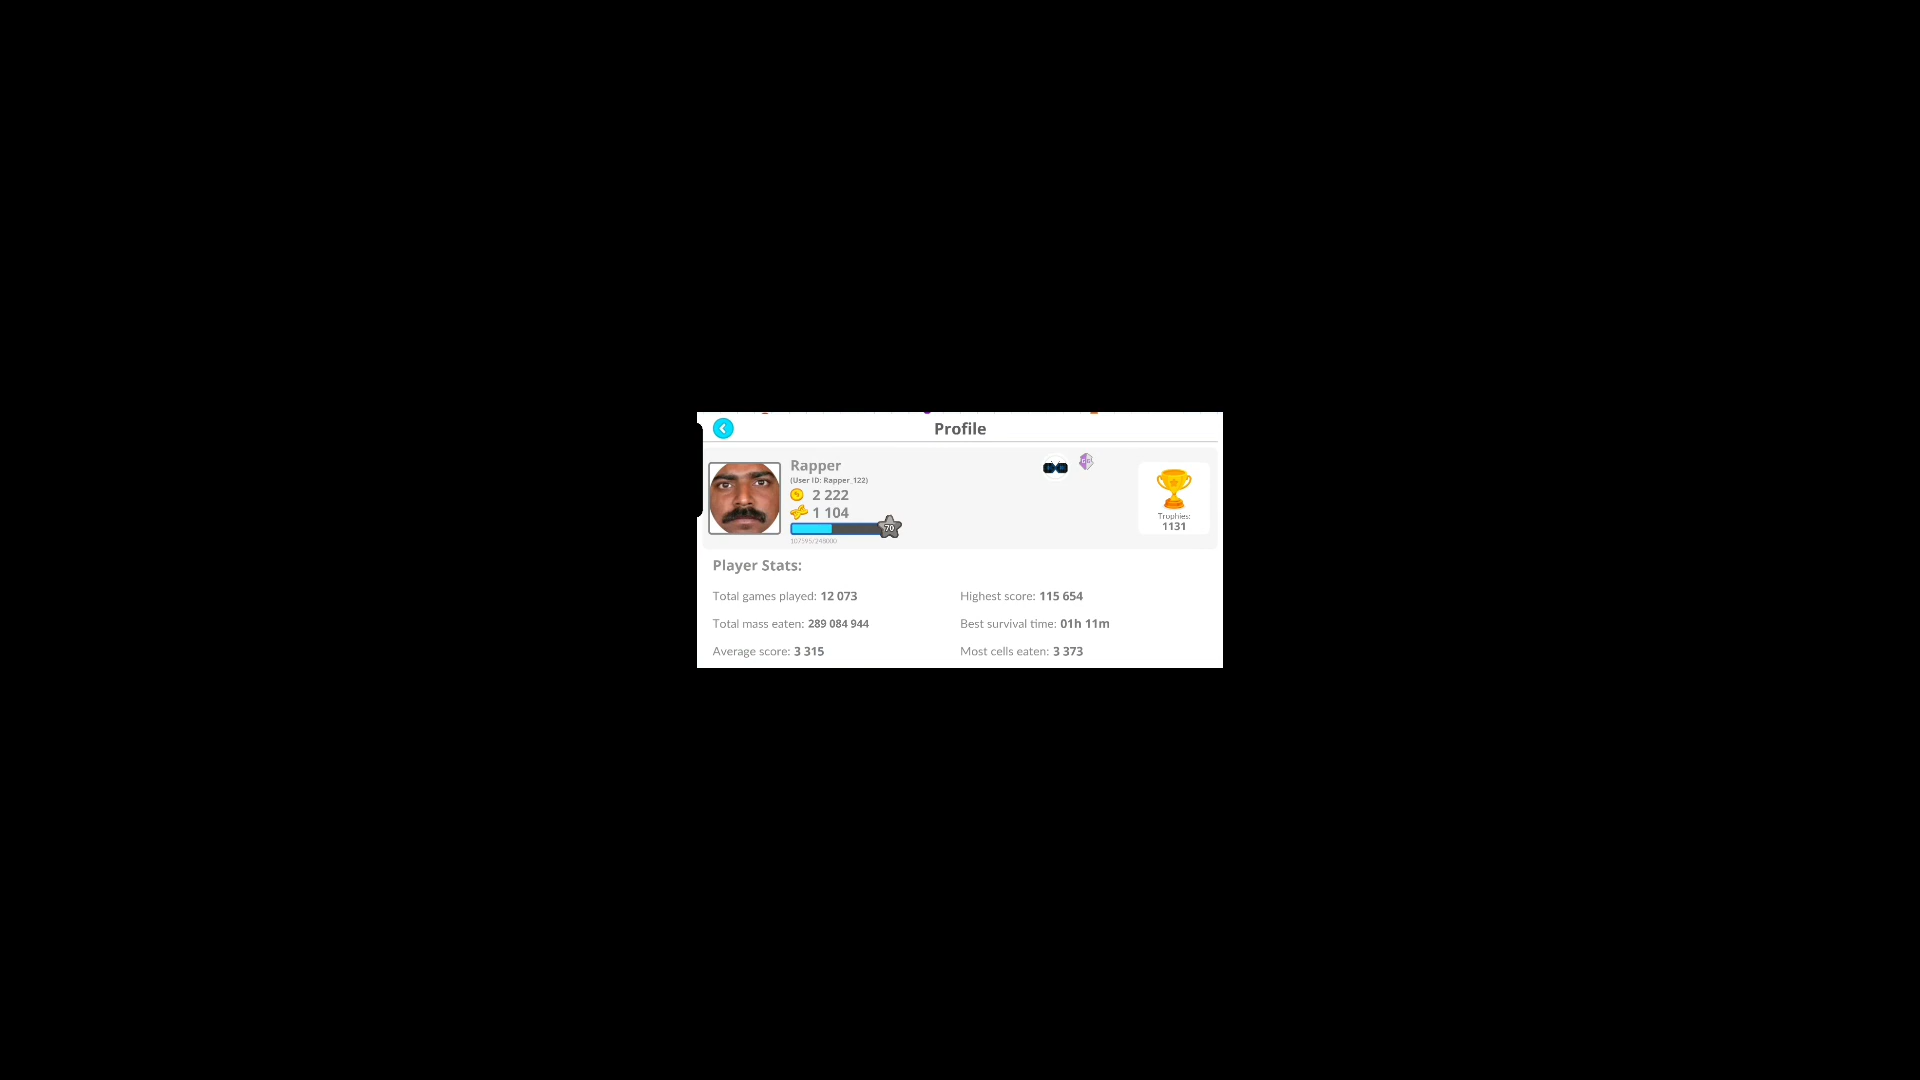 Profile
Rapper
(User ID: Rapper_122)
2 222
1 104
70
Trophies:
1131
Player Stats:
Total games played: 12 073
Highest score: 115 654
Total mass eaten: 289 084 944
Best survival time: 01h 11m
Average score: 3 315
Most cells eaten: 3 373